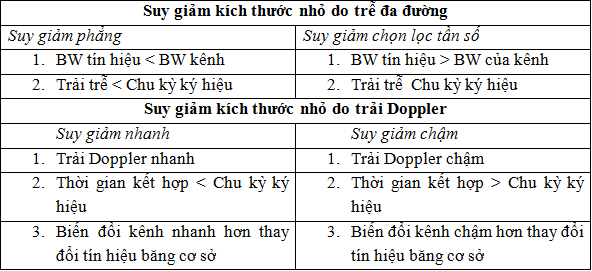 Suy giảm kích thước nhỏ do trễ đa đường
Suy giảm phẳng
Suy giảm chọn lọc tần số
1. BW tín hiệu < BW kênh
1. BW tín hiệu > BW của kênh
2. Trải trễ < Chu kỳ ký hiệu
2. Trải trễ Chu kỳ ký hiệu
Suy giảm kích thước nhỏ do trải Doppler
Suy giảm nhanh
Suy giảm chậm
1. Trải Doppler nhanh
1. Trải Doppler chậm
2. Thời gian kết hợp < Chu kỳ ký
hiệu
2. Thời gian kết hợp > Chu kỳ ký
hiệu
3. Biến đổi kênh nhanh hơn thay
đổi tín hiệu băng cơ sở
3. Biến đổi kênh chậm hơn thay đổi
tín hiệu băng cơ sở